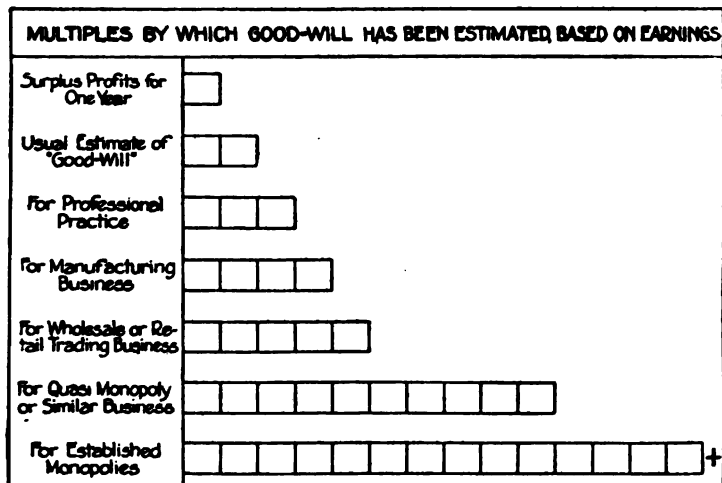 MULTIPLES BY WHICH GOOD-WILL HAS BEEN ESTIMATED, BASED ON EARNINGS
Surplus Profits for
One Year
Usual Estimate of
"Good-Will"
For Professional
Practice
For Manufacturing
Business
For Wholesale or Re-
tail Trading Business
For Quasi Monopoly
or Similar Business
For Established
Monopolies
+